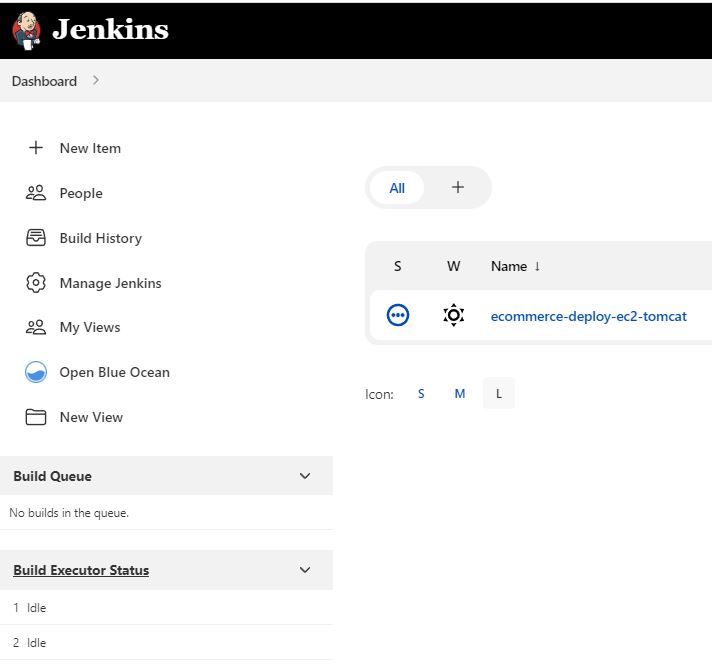 Jenkins
Dashboard
New Item
People
Build History
Manage Jenkins
My Views
Open Blue Ocean
New View
Build Queue
No builds in the queue.
Build Executor Status
1 Idle
2 Idle
All +
S W Name ↓
ecommerce-deploy-ec2-tomcat
Icon: S M L